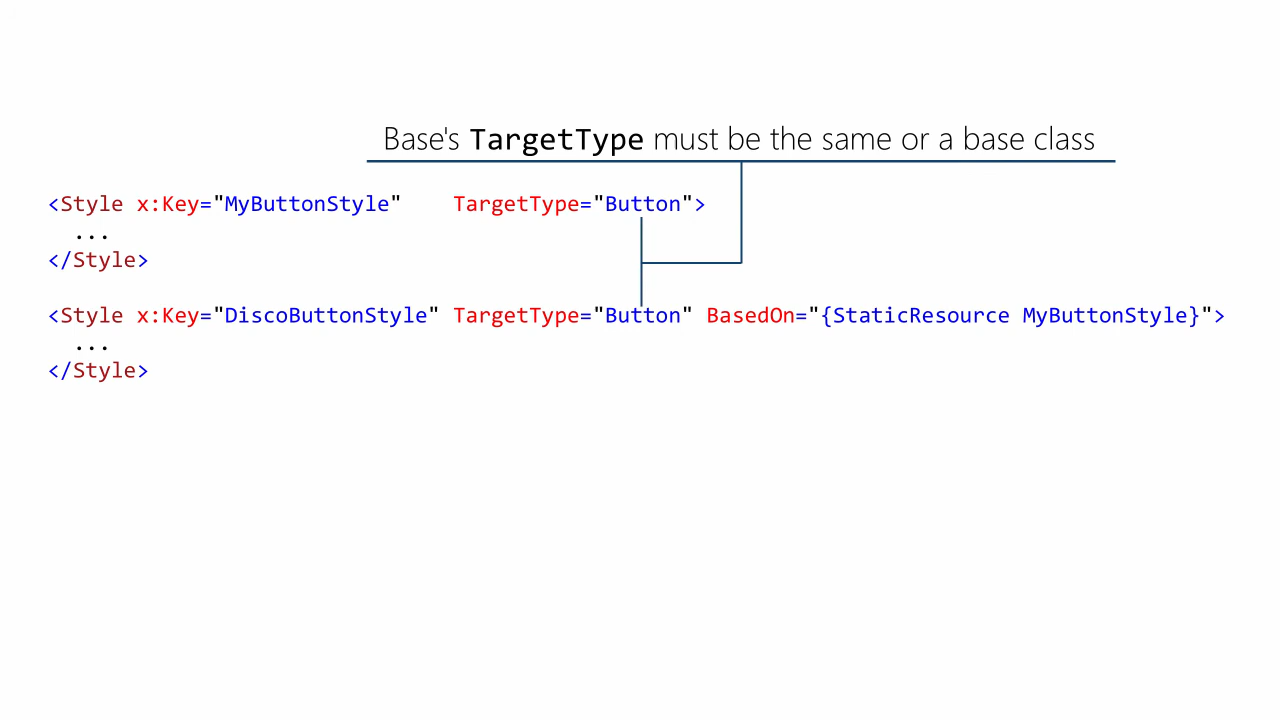 Base's TargetType must be the same or a base class
<Style x:Key="MyButtonStyle"    TargetType="Button">
  ...
</Style>
<Style x:Key="DiscoButtonStyle" TargetType="Button" BasedOn="{StaticResource MyButtonStyle}">
  ...
</Style>